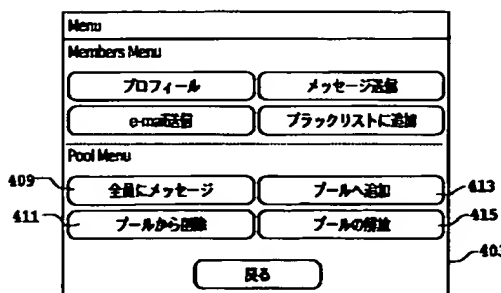 Menu
Members Menu
プロフィール メッセージ送信
e-mail送信 ブラックリストに追加
Pool Menu
409 全員にメッセージ プールへ追加 413
411 プールから削除 プールの解放 415
403
戻る